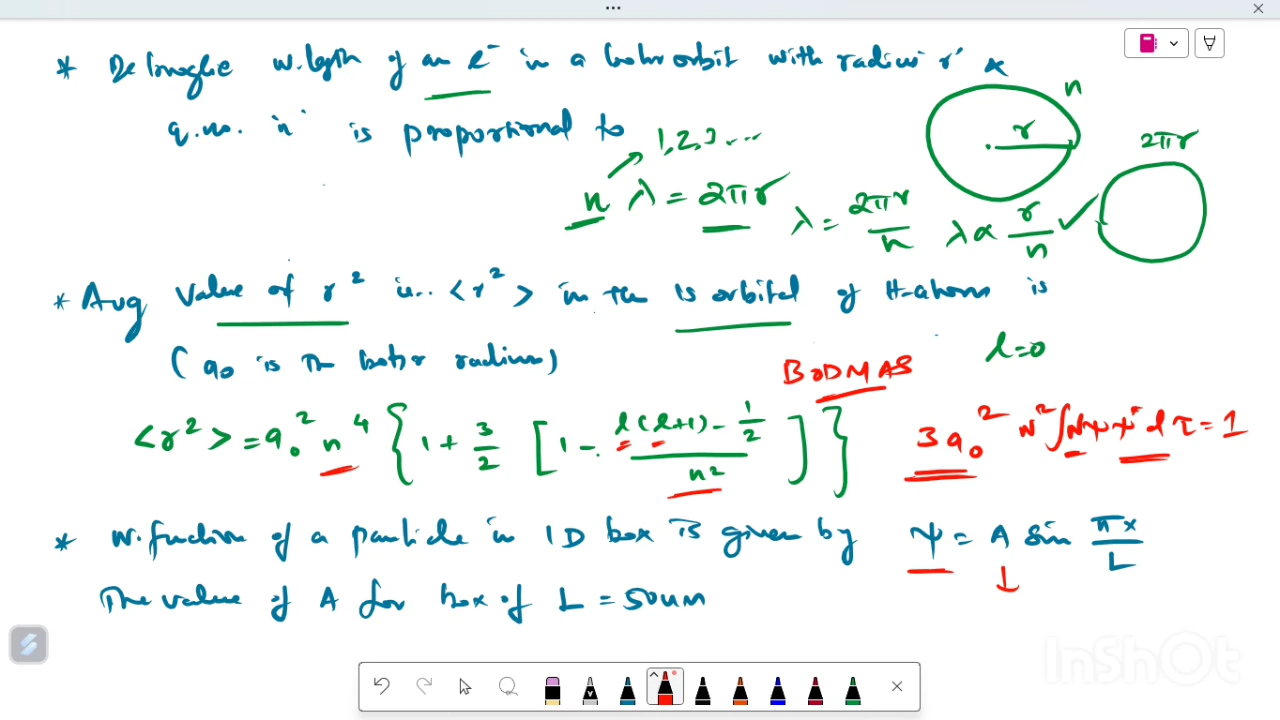 * De broglie w.legth of an e⁻ in a bohr orbit with radius r &
q.no. 'n' is proportional to
1,2,3 ...
n λ = 2πr
λ = 2πr/n λ ∝ r/n ✓
r
n
2πr
* Avg value of r² i.e. <r²> in the 1s orbital of H-atom is
(a₀ is the bohr radius)
l=0
BODMAS
<r²> = a₀² n⁴ { 1 + 3/2 [ 1 - (l(l+1) - 1/2)/n² ] }
3a₀²
N² ∫Nψ ψ* dτ = 1
* W.function of a particle in 1D box is given by ψ = A sin πx/L
The value of A for box of L = 50nm
InShOt